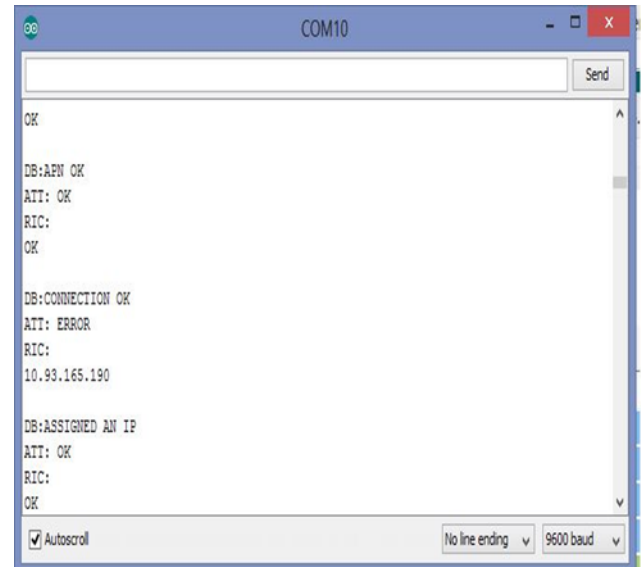 COM10
Send
OK
DB:APN OK
ATT: OK
RIC:
OK
DB:CONNECTION OK
ATT: ERROR
RIC:
10.93.165.190
DB:ASSIGNED AN IP
ATT: OK
RIC:
OK
Autoscroll
No line ending
9600 baud